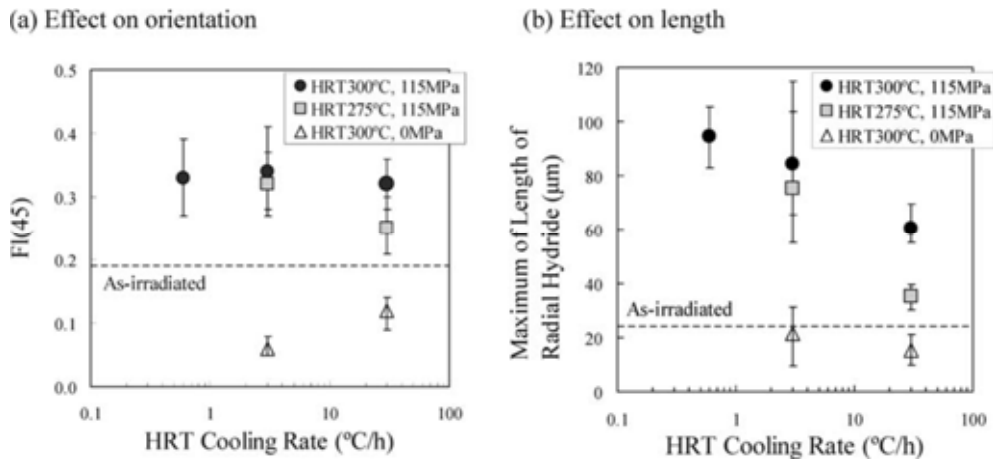 (a) Effect on orientation
0.5
0.4
0.3
0.2
0.1
0.0
FI(45)
HRT300ºC, 115MPa
HRT275ºC, 115MPa
HRT300ºC, 0MPa
As-irradiated
0.1
1
10
100
HRT Cooling Rate (ºC/h)
(b) Effect on length
120
100
80
60
40
20
0
Maximum of Length of
Radial Hydride (μm)
HRT300ºC, 115MPa
HRT275ºC, 115MPa
HRT300ºC, 0MPa
As-irradiated
0.1
1
10
100
HRT Cooling Rate (ºC/h)